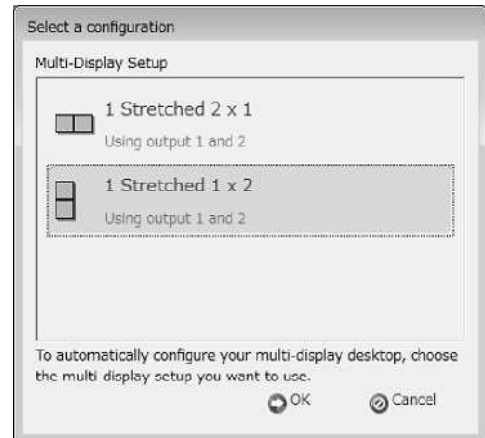 Select a configuration
Multi-Display Setup
1 Stretched 2 x 1
Using output 1 and 2
1 Stretched 1 x 2
Using output 1 and 2
To automatically configure your multi-display desktop, choose
the multi display setup you want to use.
OK
Cancel